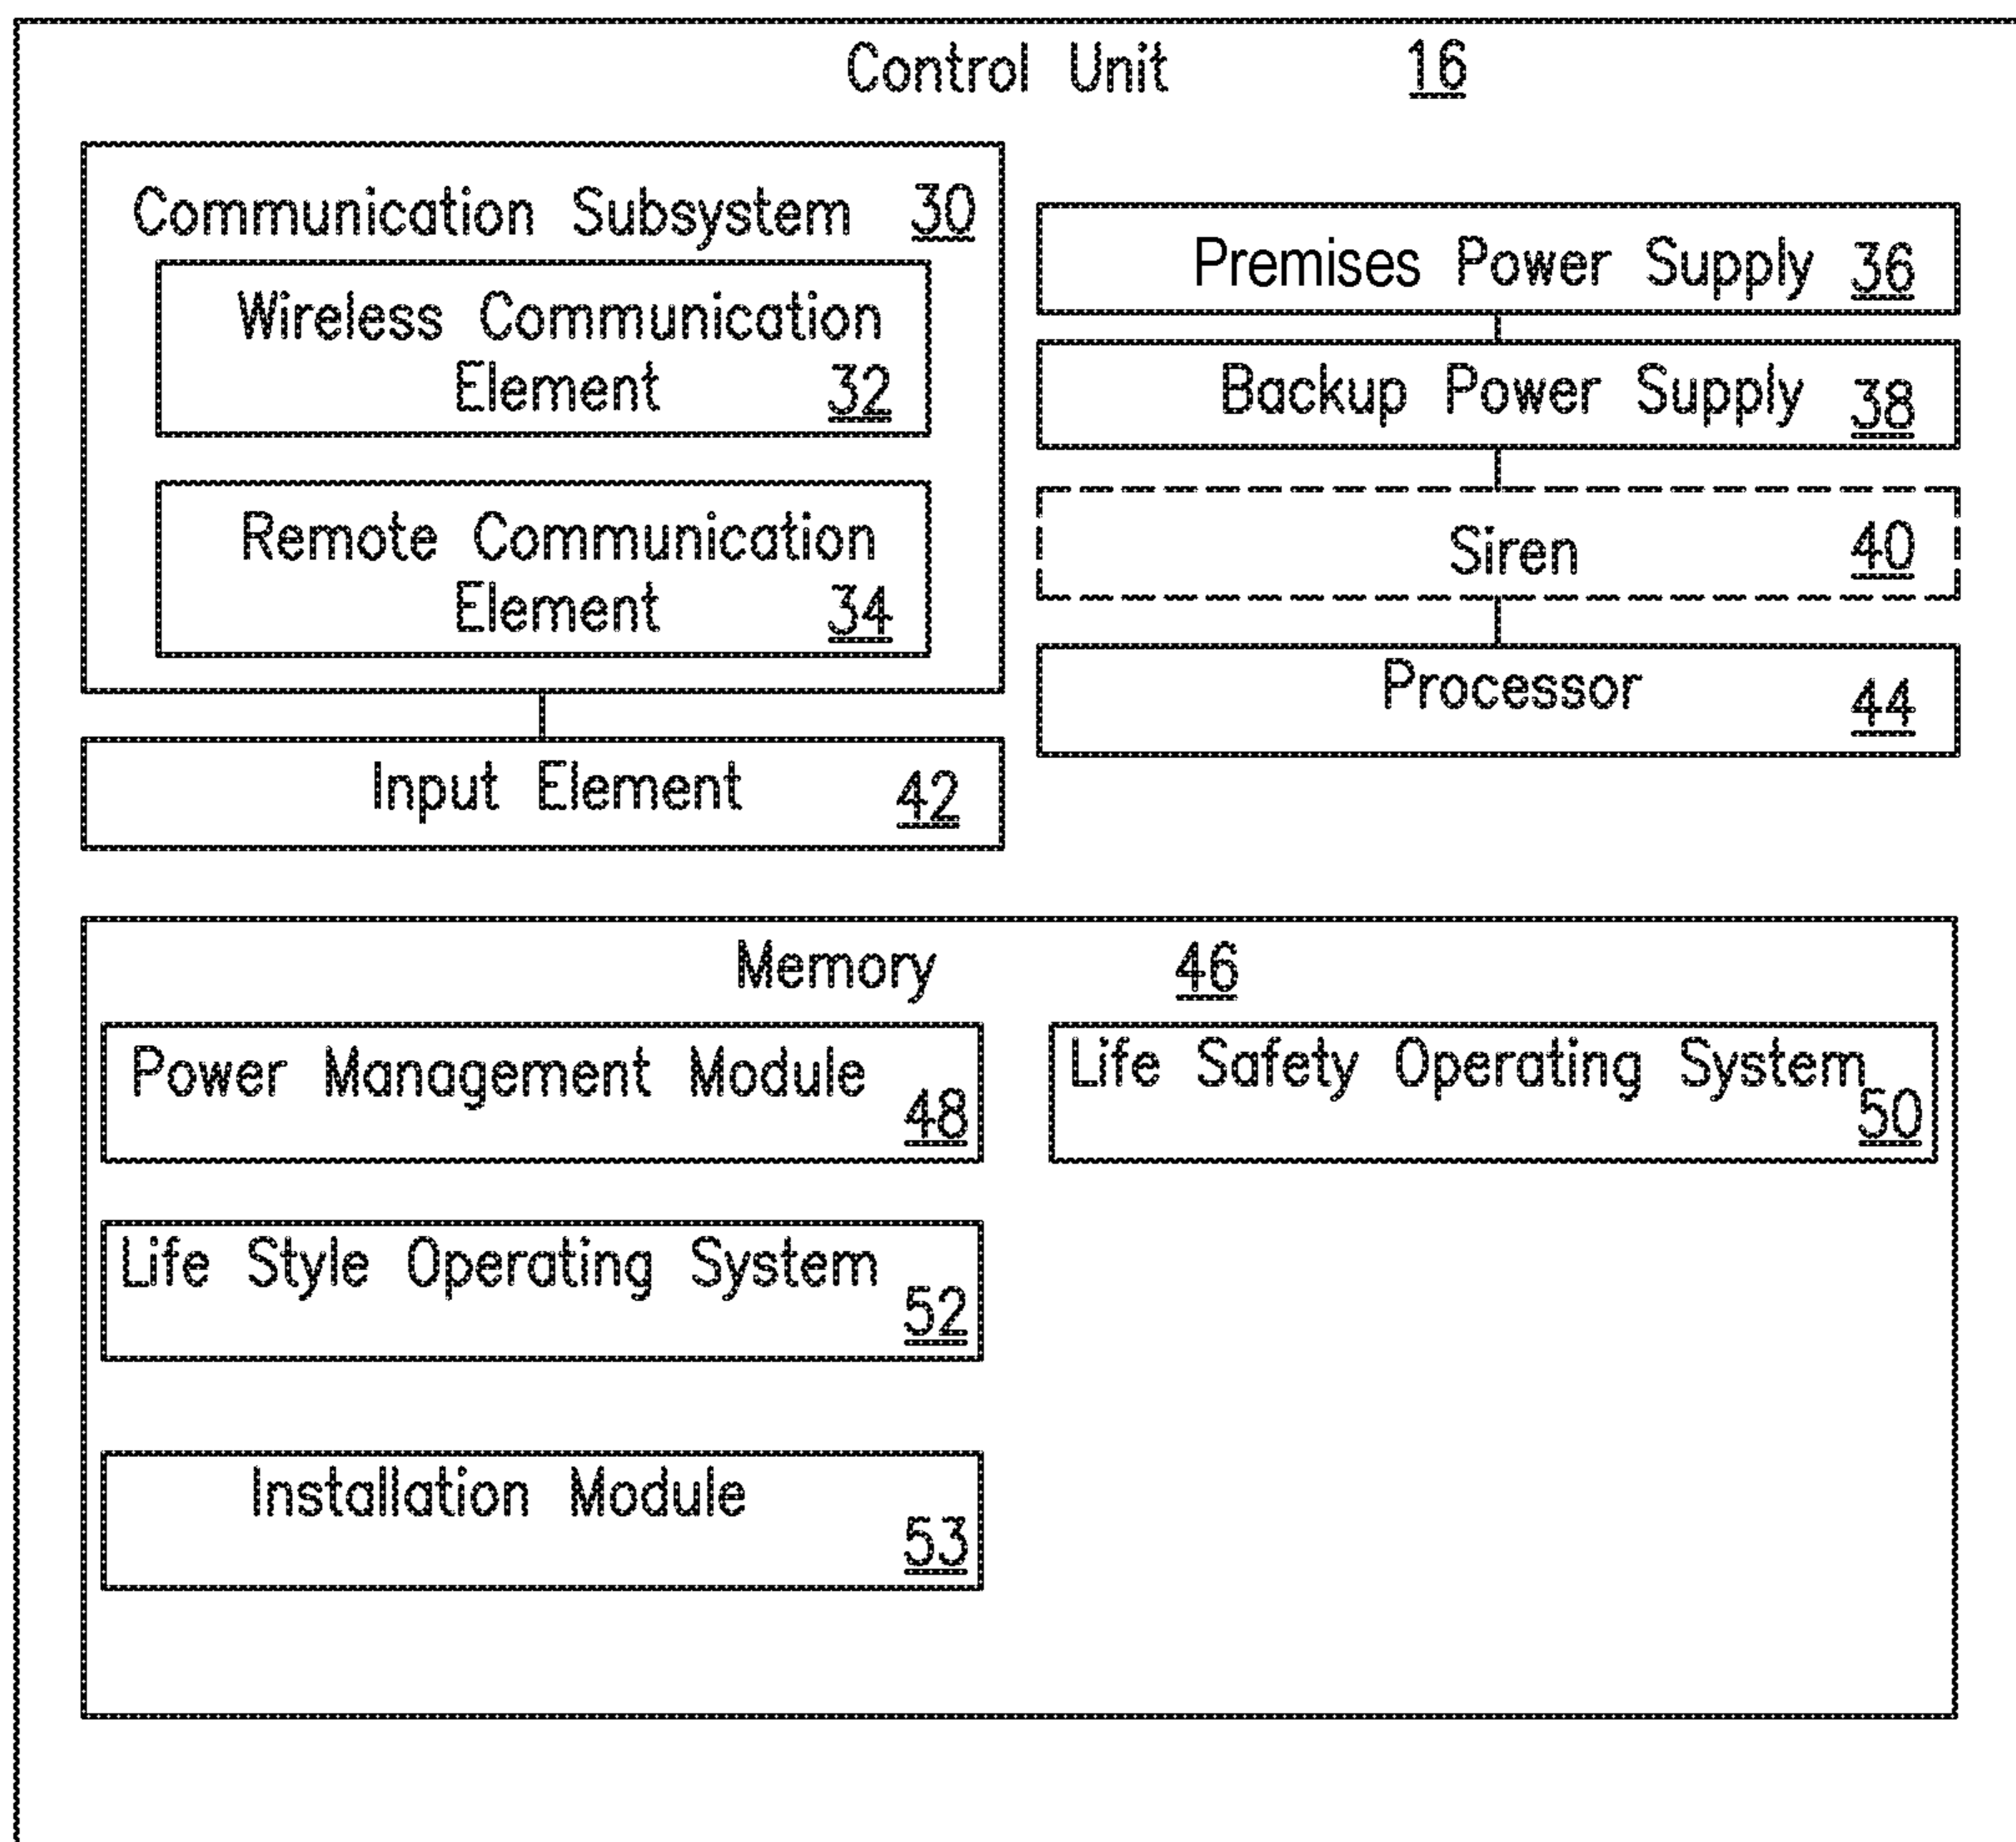 Control Unit 16
Communication Subsystem 30
Wireless Communication
Element 32
Remote Communication
Element 34
Input Element 42
Premises Power Supply 36
Backup Power Supply 38
Siren 40
Processor 44
Memory 46
Power Management Module
48
Life Safety Operating System
50
Life Style Operating System
52
Installation Module
53